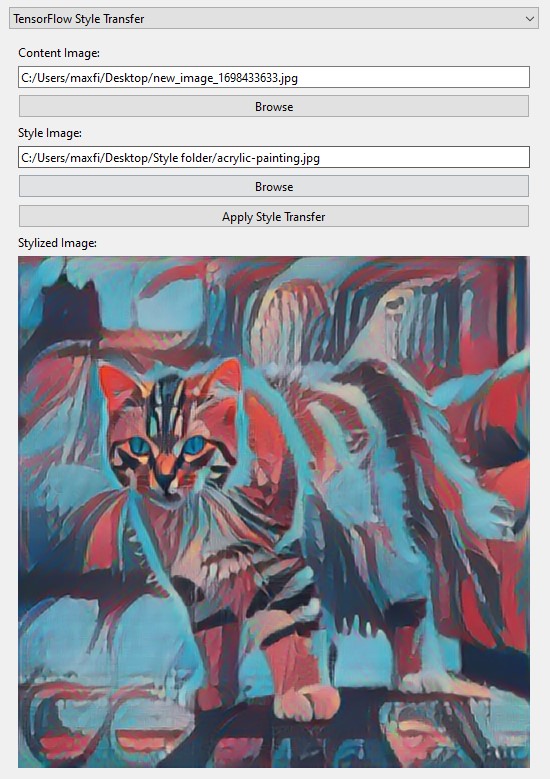 TensorFlow Style Transfer
Content Image:
C:/Users/maxfi/Desktop/new_image_1698433633.jpg
Browse
Style Image:
C:/Users/maxfi/Desktop/Style folder/acrylic-painting.jpg
Browse
Apply Style Transfer
Stylized Image: